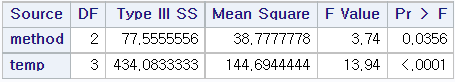 Source DF Type III SS Mean Square F Value Pr > F
method 2 77.5555556 38.7777778 3.74 0.0356
temp 3 434.0833333 144.6944444 13.94 <.0001